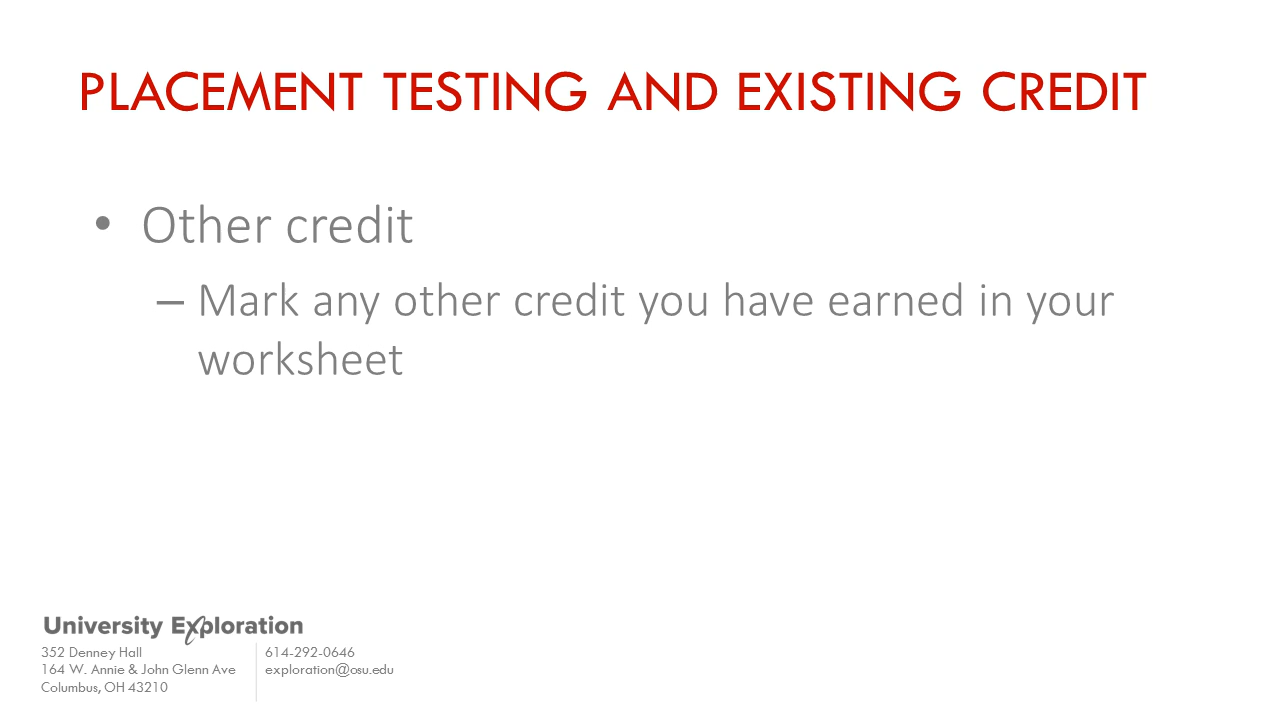 PLACEMENT TESTING AND EXISTING CREDIT
• Other credit
– Mark any other credit you have earned in your
worksheet
University Exploration
352 Denney Hall
164 W. Annie & John Glenn Ave
Columbus, OH 43210
614-292-0646
exploration@osu.edu